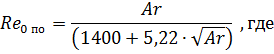 Re₀ по = Ar / (1400 + 5,22 · √Ar) , где